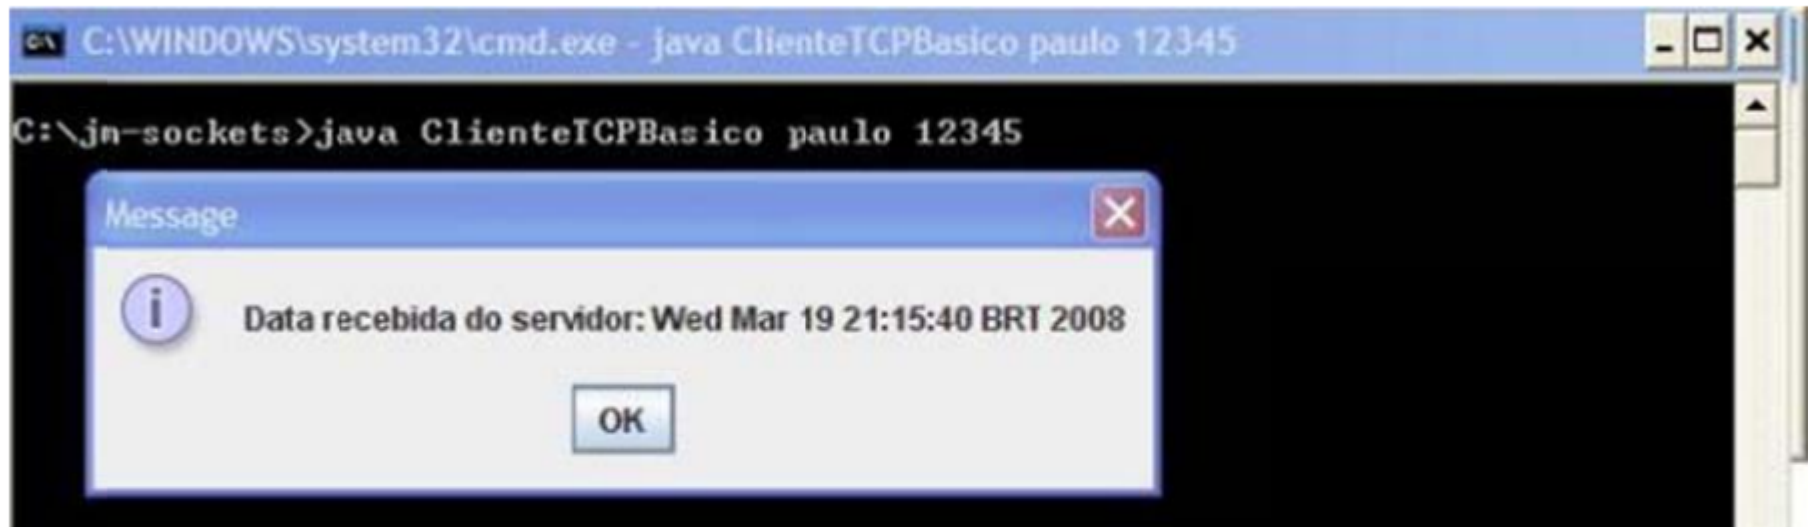 C:\WINDOWS\system32\cmd.exe - java ClienteTCPBasico paulo 12345
C:\jm-sockets>java ClienteTCPBasico paulo 12345
Message
Data recebida do servidor: Wed Mar 19 21:15:40 BRT 2008
OK